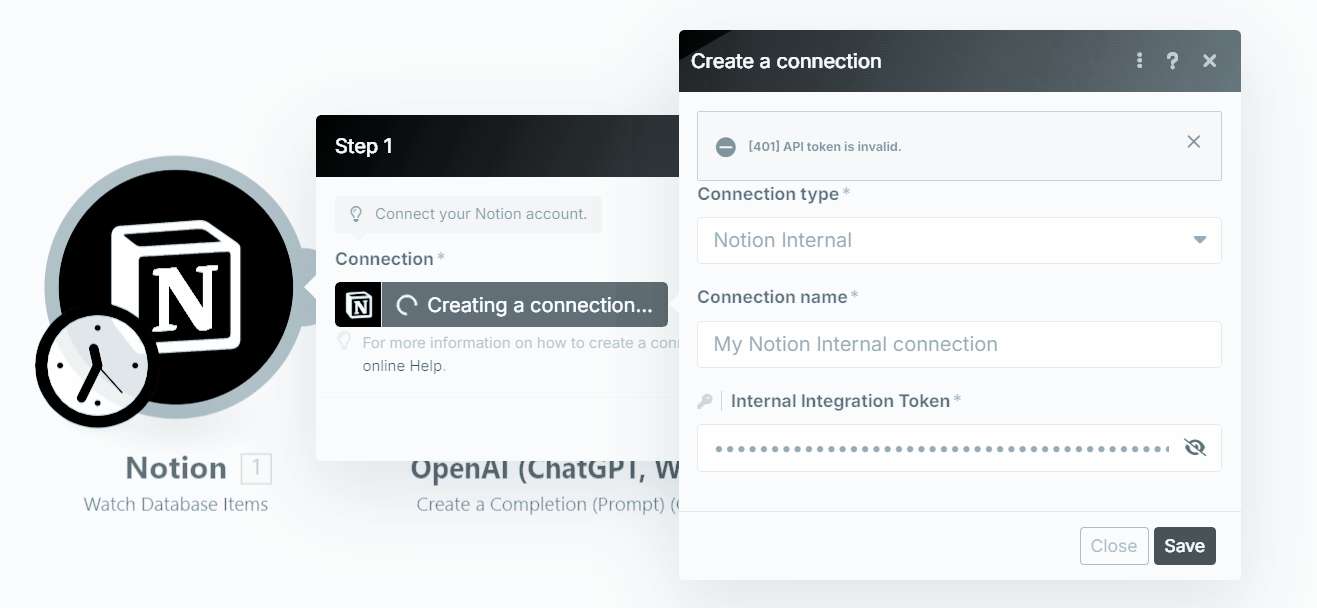 Create a connection
[401] API token is invalid.
Connection type *
Notion Internal
Connection name *
My Notion Internal connection
Internal Integration Token *
Close
Save
Step 1
Connect your Notion account.
Connection *
Creating a connection...
For more information on how to create a
online Help.
Notion 1
Watch Database Items
OpenAI (ChatGPT,
Create a Completion (Prompt)